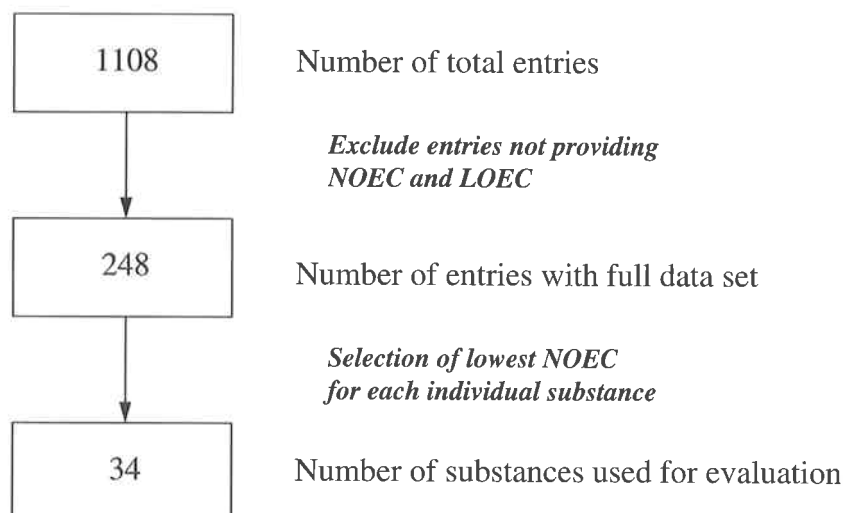 1108
Number of total entries
Exclude entries not providing
NOEC and LOEC
248
Number of entries with full data set
Selection of lowest NOEC
for each individual substance
34
Number of substances used for evaluation